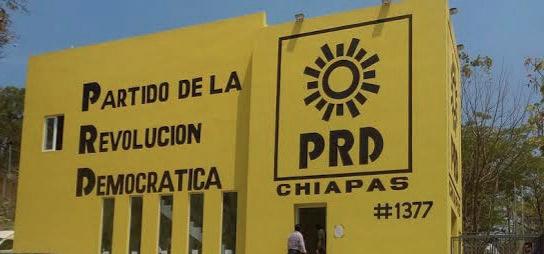 PARTIDO DE LA
REVOLUCION
DEMOCRATICA
PRD
CHIAPAS
#1377